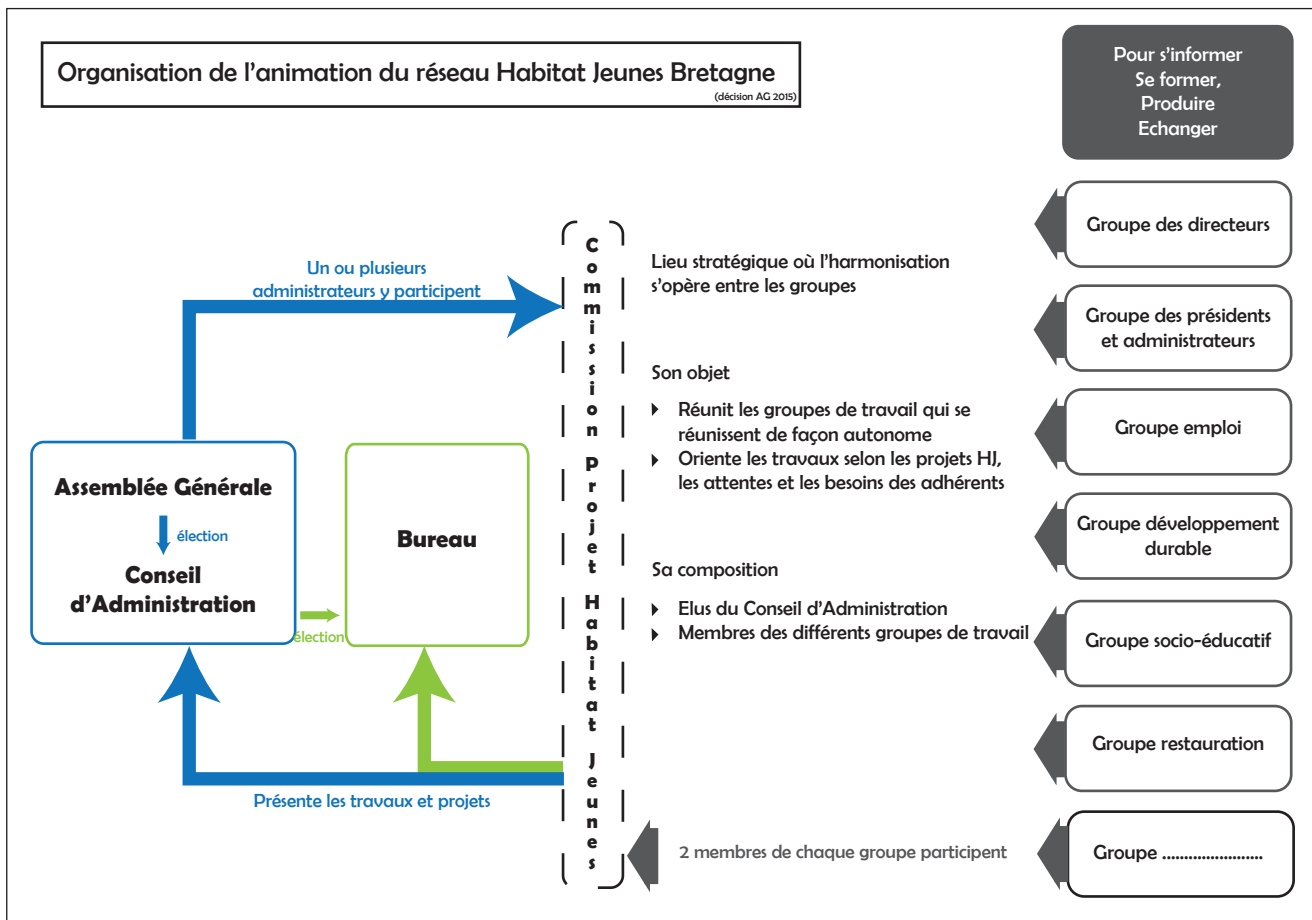 Organisation de l'animation du réseau Habitat Jeunes Bretagne
(décision AG 2015)
Pour s'informer
Se former,
Produire
Echanger
Un ou plusieurs
administrateurs y participent
Assemblée Générale
élection
Conseil
d'Administration
élection
Bureau
Présente les travaux et projets
Commission Projet Habitat Jeunes
Lieu stratégique où l'harmonisation
s'opère entre les groupes
Son objet
Réunit les groupes de travail qui se
réunissent de façon autonome
Oriente les travaux selon les projets HJ,
les attentes et les besoins des adhérents
Sa composition
Elus du Conseil d'Administration
Membres des différents groupes de travail
2 membres de chaque groupe participent
Groupe des directeurs
Groupe des présidents
et administrateurs
Groupe emploi
Groupe développement
durable
Groupe socio-éducatif
Groupe restauration
Groupe ........................